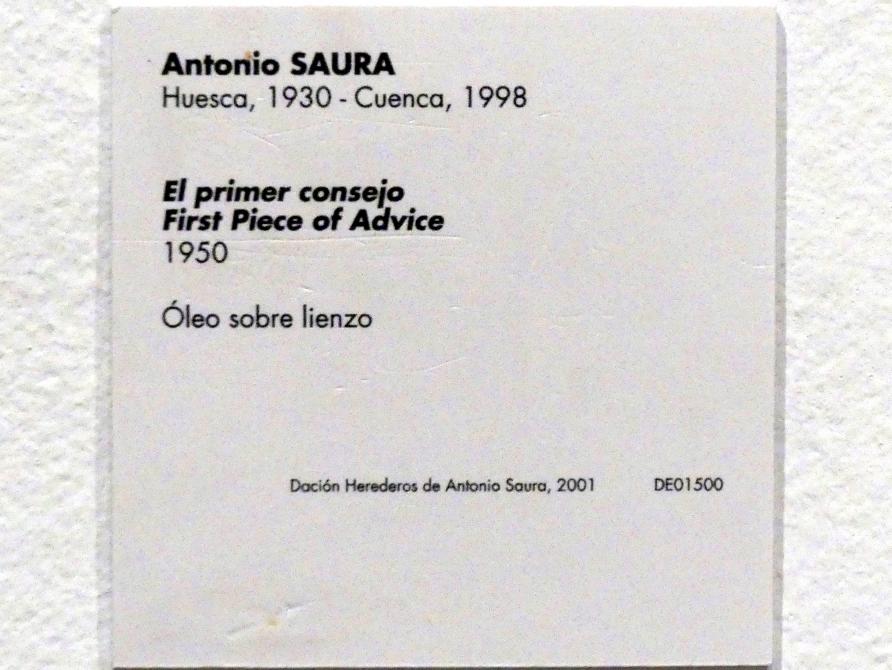 Antonio SAURA
Huesca, 1930 - Cuenca, 1998
El primer consejo
First Piece of Advice
1950
Óleo sobre lienzo
Dación Herederos de Antonio Saura, 2001 DE01500